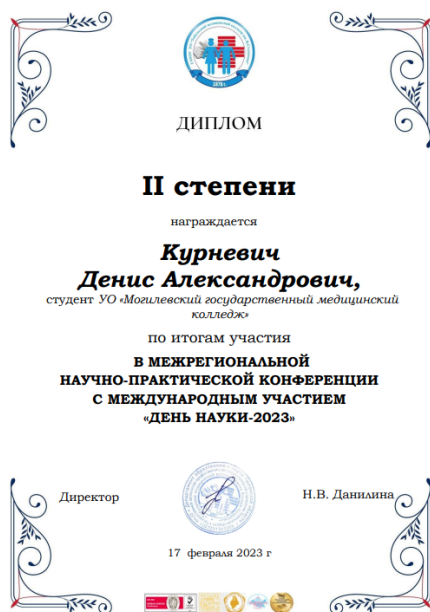 ДИПЛОМ
II степени
награждается
Курневич
Денис Александрович,
студент УО «Могилевский государственный медицинский
колледж»
по итогам участия
В МЕЖРЕГИОНАЛЬНОЙ
НАУЧНО-ПРАКТИЧЕСКОЙ КОНФЕРЕНЦИИ
С МЕЖДУНАРОДНЫМ УЧАСТИЕМ
«ДЕНЬ НАУКИ-2023»
Директор
Н.В. Данилина
17 февраля 2023 г